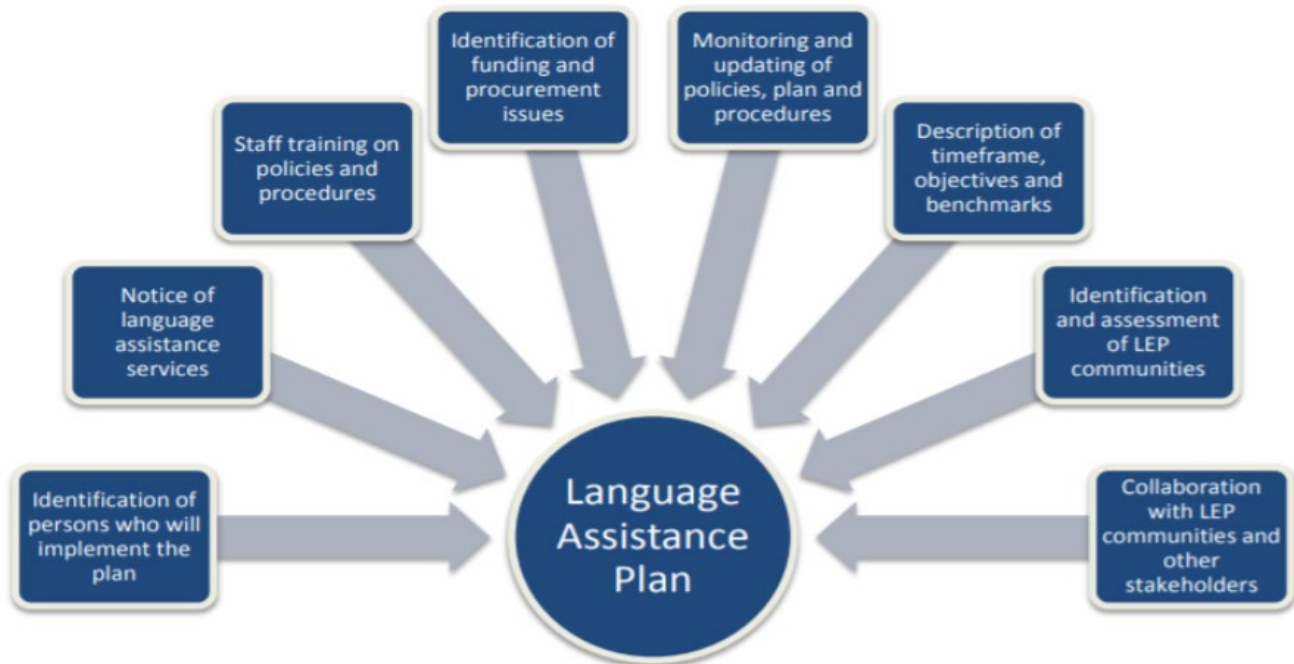 Identification of
funding and
procurement
issues
Monitoring and
updating of
policies, plan and
procedures
Staff training on
policies and
procedures
Description of
timeframe,
objectives and
benchmarks
Notice of
language
assistance
services
Identification
and assessment
of LEP
communities
Identification of
persons who will
implement the
plan
Language
Assistance
Plan
Collaboration
with LEP
communities and
other
stakeholders